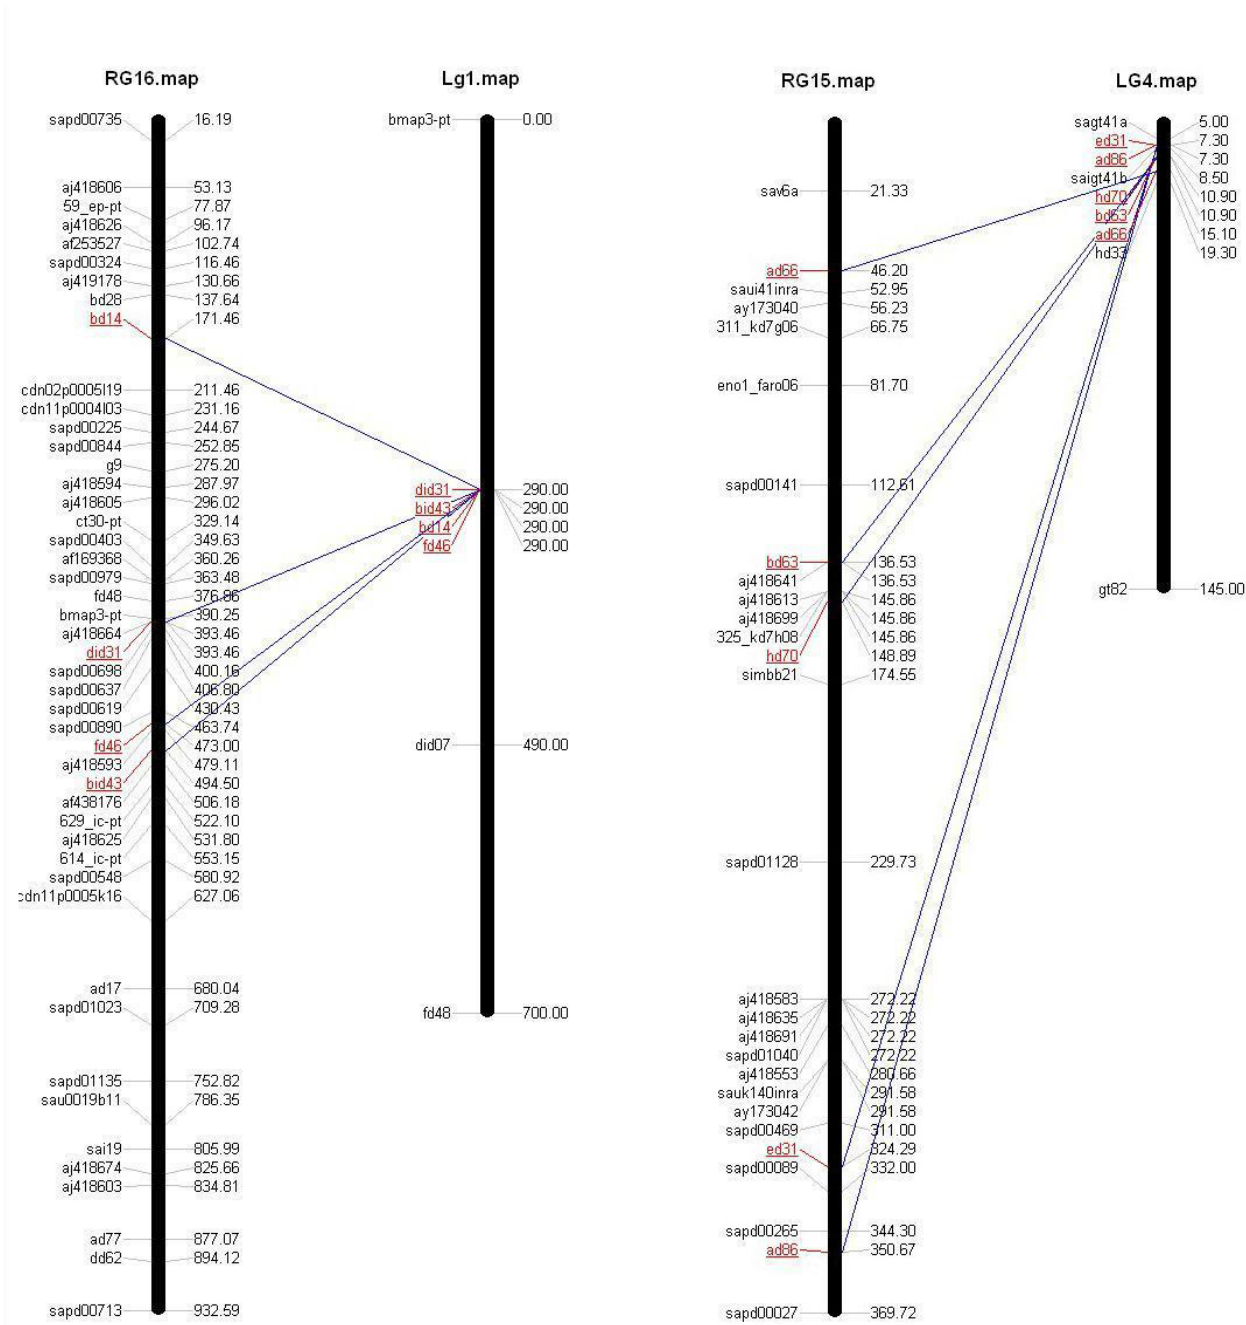 RG16.map
sapd00735 16.19
aj418606 53.13
59_ep-pt 77.87
aj418626 96.17
af253527 102.74
sapd00324 116.46
aj419178 130.66
bd28 137.64
bd14 171.46
cdn02p0005l19 211.46
cdn11p0004l03 231.16
sapd00225 244.67
sapd00844 252.85
g9 275.20
aj418594 287.97
aj418605 296.02
ct30-pt 329.14
sapd00403 349.63
af169368 360.26
sapd00979 363.48
fd48 376.86
bmap3-pt 390.25
aj418664 393.46
did31 393.46
sapd00698 400.16
sapd00637 406.80
sapd00619 430.43
sapd00890 463.74
fd46 473.00
aj418593 479.11
bid43 494.50
af438176 506.18
629_ic-pt 522.10
aj418625 531.80
614_ic-pt 553.15
sapd00548 580.92
cdn11p0005k16 627.06
ad17 680.04
sapd01023 709.28
sapd01135 752.82
sau0019b11 786.35
sai19 805.99
aj418674 825.66
aj418603 834.81
ad77 877.07
dd62 894.12
sapd00713 932.59
Lg1.map
bmap3-pt 0.00
did31 290.00
bid43 290.00
bd14 290.00
fd46 290.00
did07 490.00
fd48 700.00
RG15.map
sav6a 21.33
ad66 46.20
saui41inra 52.95
ay173040 56.23
311_kd7g06 66.75
eno1_faro06 81.70
sapd00141 112.61
bd63 136.53
aj418641 136.53
aj418613 145.86
aj418699 145.86
325_kd7h08 145.86
hd70 148.89
simbb21 174.55
sapd01128 229.73
aj418583 272.22
aj418635 272.22
aj418691 272.22
sapd01040 272.22
aj418553 280.66
sauk140inra 291.58
ay173042 291.58
sapd00469 311.00
ed31 324.29
sapd00089 332.00
sapd00265 344.30
ad86 350.67
sapd00027 369.72
LG4.map
sagt41a 5.00
ed31 7.30
ad86 7.30
saigt41b 8.50
hd70 10.90
bd63 10.90
ad66 15.10
hd33 19.30
gt82 145.00